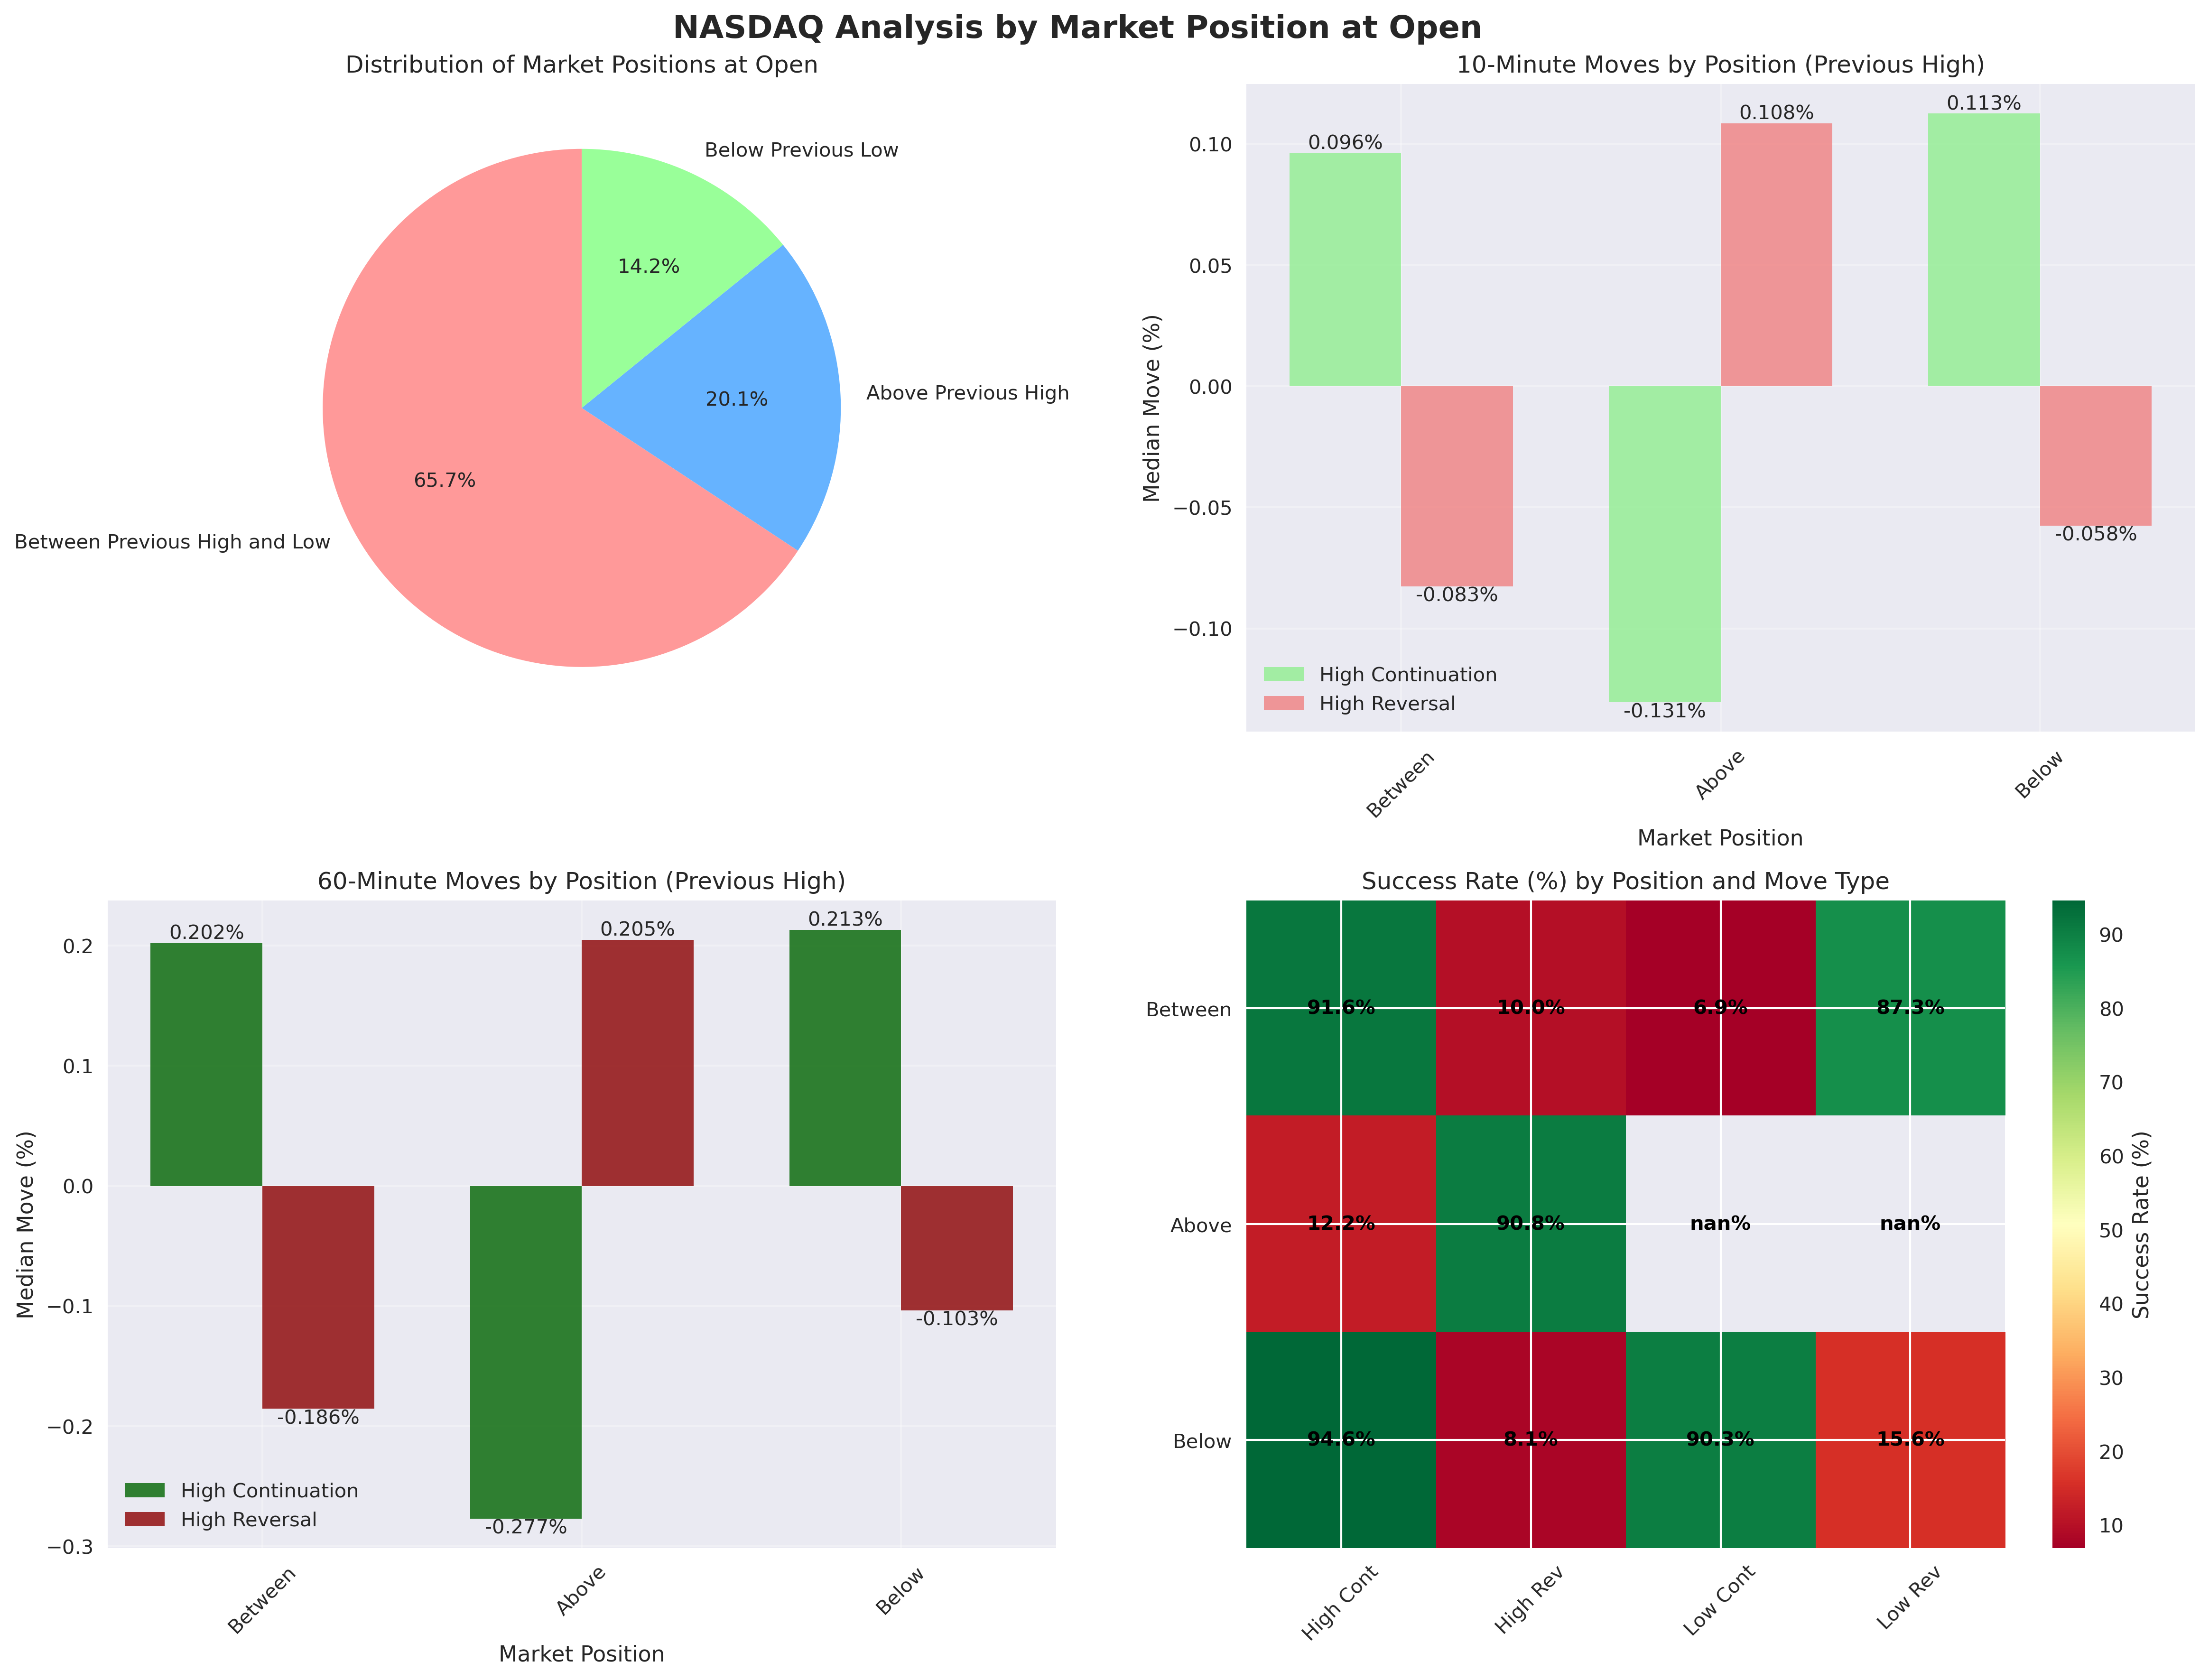 NASDAQ Analysis by Market Position at Open
Distribution of Market Positions at Open
Below Previous Low
14.2%
Above Previous High
20.1%
65.7%
Between Previous High and Low
10-Minute Moves by Position (Previous High)
Median Move (%)
0.10
0.05
0.00
−0.05
−0.10
0.096%
-0.083%
-0.131%
0.108%
0.113%
-0.058%
High Continuation
High Reversal
Between
Above
Below
Market Position
60-Minute Moves by Position (Previous High)
Median Move (%)
0.2
0.1
0.0
−0.1
−0.2
−0.3
0.202%
-0.186%
-0.277%
0.205%
0.213%
-0.103%
High Continuation
High Reversal
Between
Above
Below
Market Position
Success Rate (%) by Position and Move Type
Between
91.6%
10.0%
6.9%
87.3%
Above
12.2%
90.8%
nan%
nan%
Below
94.6%
8.1%
90.3%
15.6%
High Cont
High Rev
Low Cont
Low Rev
90
80
70
60
50
40
30
20
10
Success Rate (%)